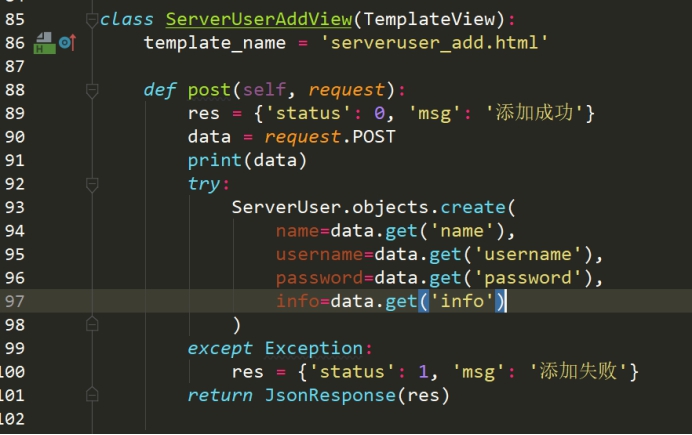 84
85 class ServerUserAddView(TemplateView):
86 template_name = 'serveruser_add.html'
87
88 def post(self, request):
89 res = {'status': 0, 'msg': '添加成功'}
90 data = request.POST
91 print(data)
92 try:
93 ServerUser.objects.create(
94 name=data.get('name'),
95 username=data.get('username'),
96 password=data.get('password'),
97 info=data.get('info')
98 )
99 except Exception:
100 res = {'status': 1, 'msg': '添加失败'}
101 return JsonResponse(res)
102